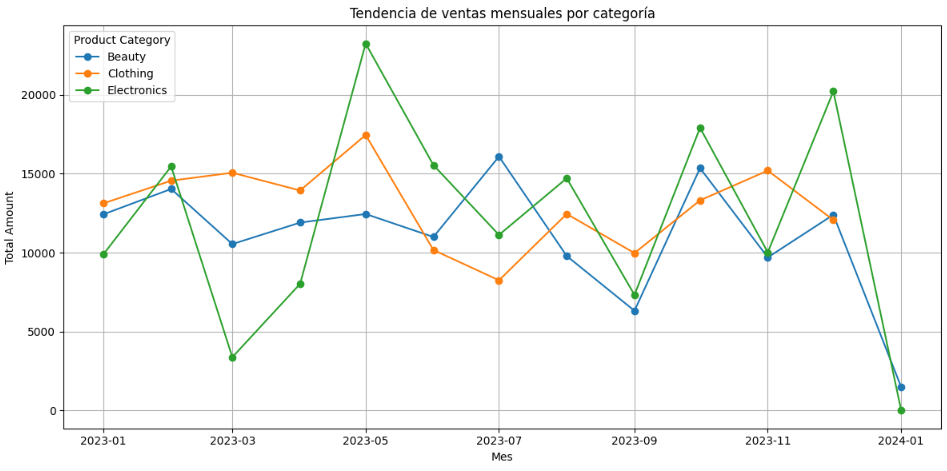 Tendencia de ventas mensuales por categoría
Product Category
Beauty
Clothing
Electronics
Total Amount
20000
15000
10000
5000
0
2023-01 2023-03 2023-05 2023-07 2023-09 2023-11 2024-01
Mes